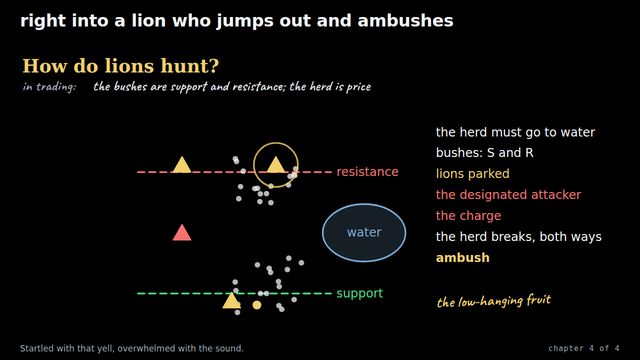 right into a lion who jumps out and ambushes
How do lions hunt?
in trading: the bushes are support and resistance; the herd is price
the herd must go to water
bushes: S and R
lions parked
resistance
the designated attacker
the charge
water
the herd breaks, both ways
ambush
support
the low-hanging fruit
Startled with that yell, overwhelmed with the sound.
chapter 4 of 4